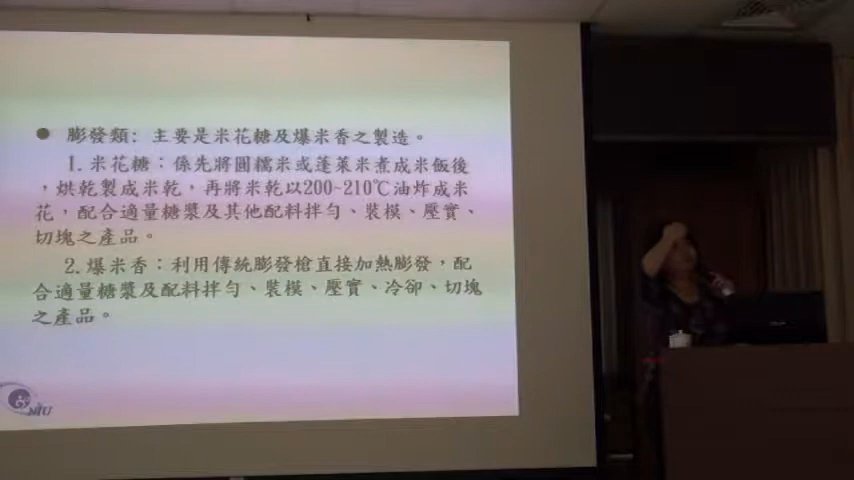 ● 膨發類：主要是米花糖及爆米香之製造。
1.米花糖：係先將圓糯米或蓬萊米煮成米飯後
，烘乾製成米乾，再將米乾以200~210℃油炸成米
花，配合適量糖漿及其他配料拌勻、裝模、壓實、
切塊之產品。
2.爆米香：利用傳統膨發槍直接加熱膨發，配
合適量糖漿及配料拌勻、裝模、壓實、冷卻、切塊
之產品。
NIU